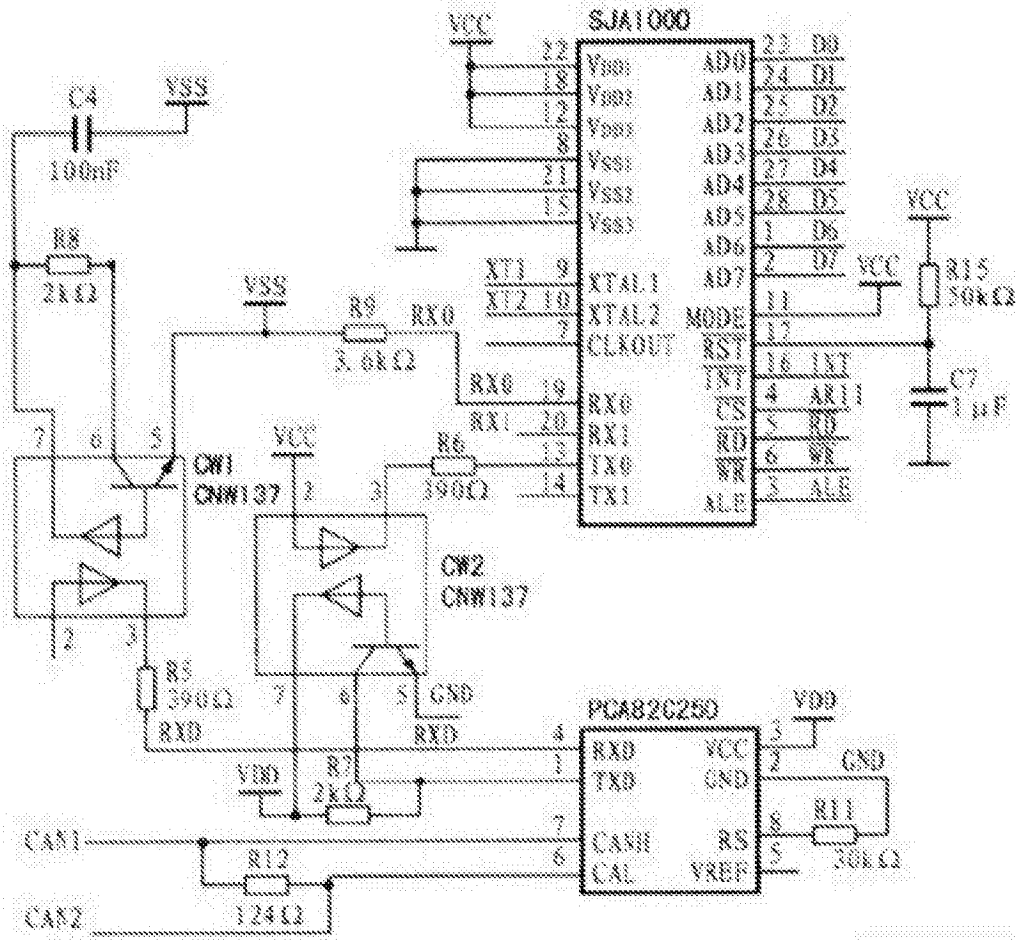 SJA1000
VCC
22 VDD1 AD0 23 D0
18 VDD2 AD1 24 D1
12 VDD3 AD2 25 D2
8 VSS1 AD3 26 D3
21 VSS2 AD4 27 D4
15 VSS3 AD5 28 D5
AD6 1 D6
AD7 2 D7
XT1 9 XTAL1
XT2 10 XTAL2 MODE 11 VCC
7 CLKOUT RST 17
INT 16 INT
RX0 19 RX0 CS 4 AR11
RX1 20 RX1 RD 5 RD
13 TX0 WR 6 WR
14 TX1 ALE 3 ALE
VCC
R15
50kΩ
C7
1μF
C4
VSS
100nF
R8
2kΩ
VSS
R9
RX0
3.6kΩ
7 6 5
CW1
CNW137
2 3
VCC
2 3
R6
390Ω
CW2
CNW137
7 6 5 GND
R5
390Ω
RXD
RXD
PCA82C250
4 RXD VCC 3 VDD
1 TXD GND 2 GND
7 CANH RS 8 R11
30kΩ
6 CAL VREF 5
VDD
R7
2kΩ
CAN1
R12
124Ω
CAN2